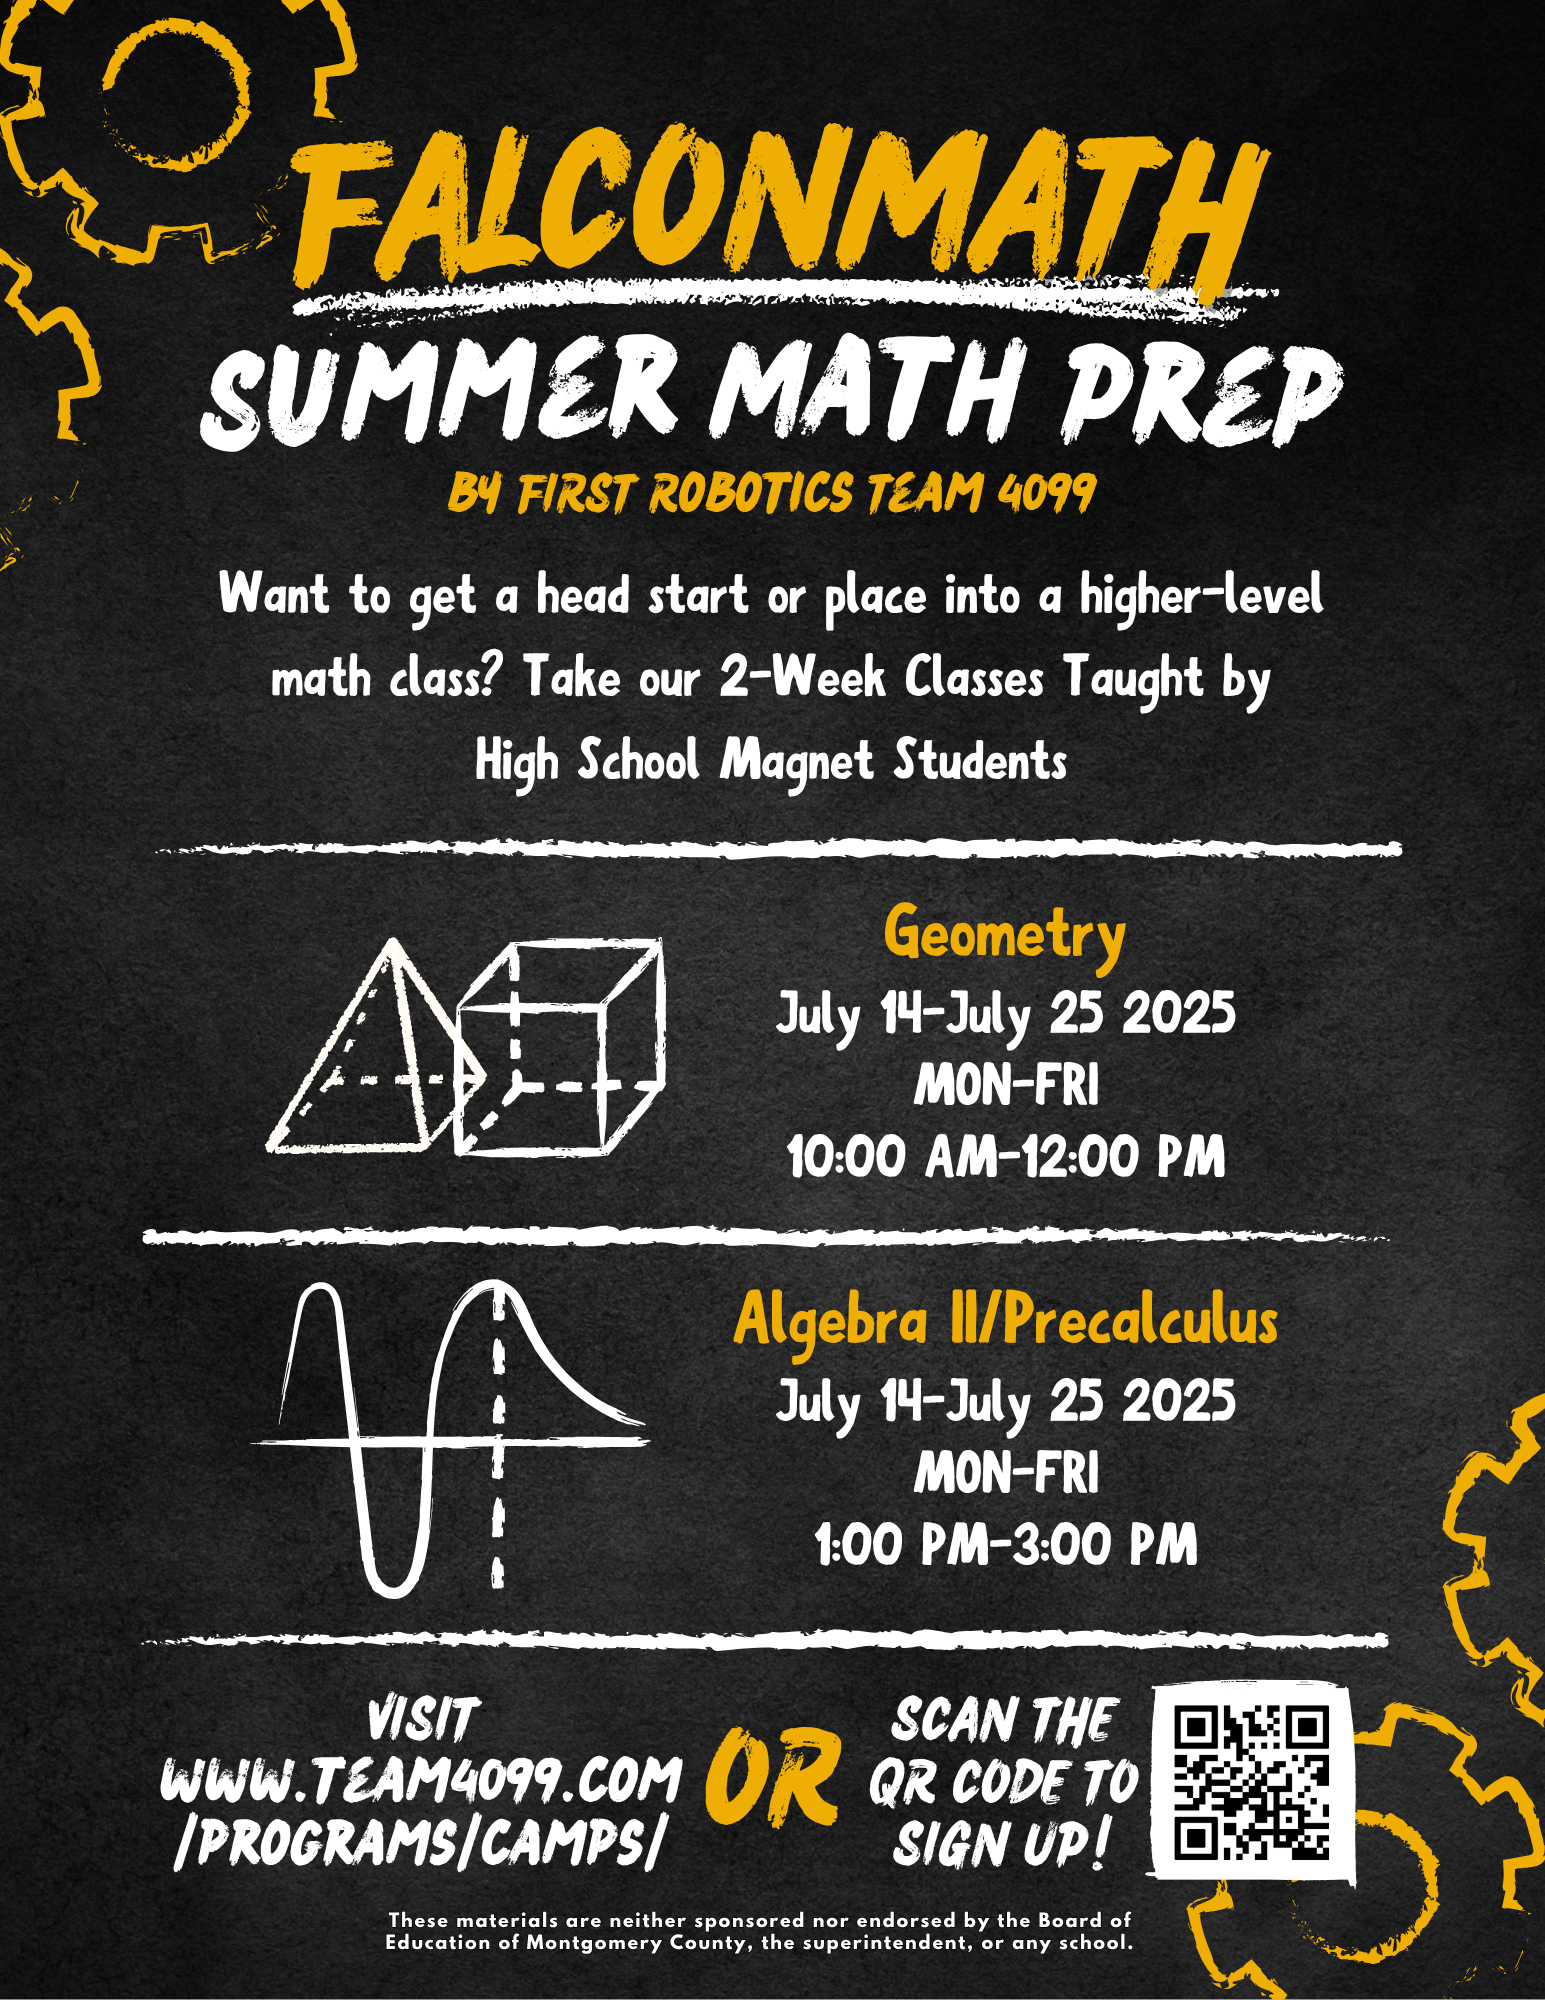 FALCONMATH
SUMMER MATH PREP
BY FIRST ROBOTICS TEAM 4099
Want to get a head start or place into a higher-level
math class? Take our 2-Week Classes Taught by
High School Magnet Students
Geometry
July 14-July 25 2025
MON-FRI
10:00 AM-12:00 PM
Algebra II/Precalculus
July 14-July 25 2025
MON-FRI
1:00 PM-3:00 PM
VISIT
WWW.TEAM4099.COM
/PROGRAMS/CAMPS/
OR
SCAN THE
QR CODE TO
SIGN UP!
These materials are neither sponsored nor endorsed by the Board of
Education of Montgomery County, the superintendent, or any school.